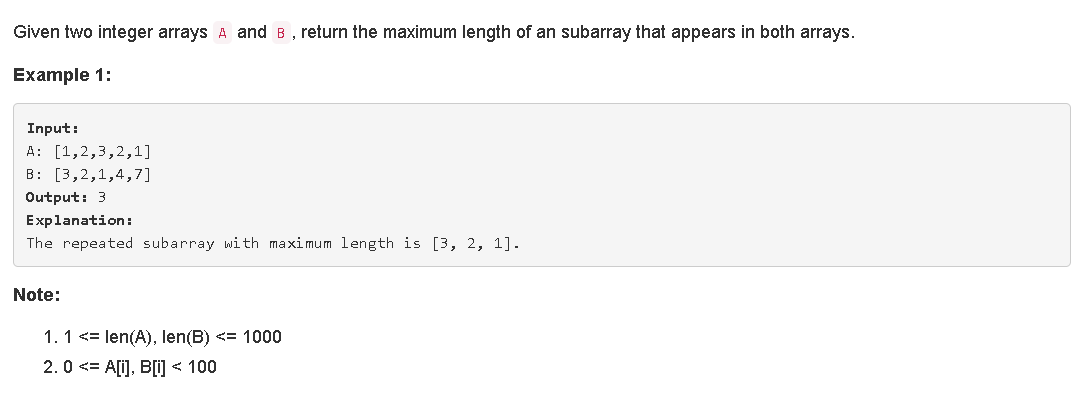 Given two integer arrays A and B , return the maximum length of an subarray that appears in both arrays.
Example 1:
Input:
A: [1,2,3,2,1]
B: [3,2,1,4,7]
Output: 3
Explanation:
The repeated subarray with maximum length is [3, 2, 1].
Note:
1. 1 <= len(A), len(B) <= 1000
2. 0 <= A[i], B[i] < 100